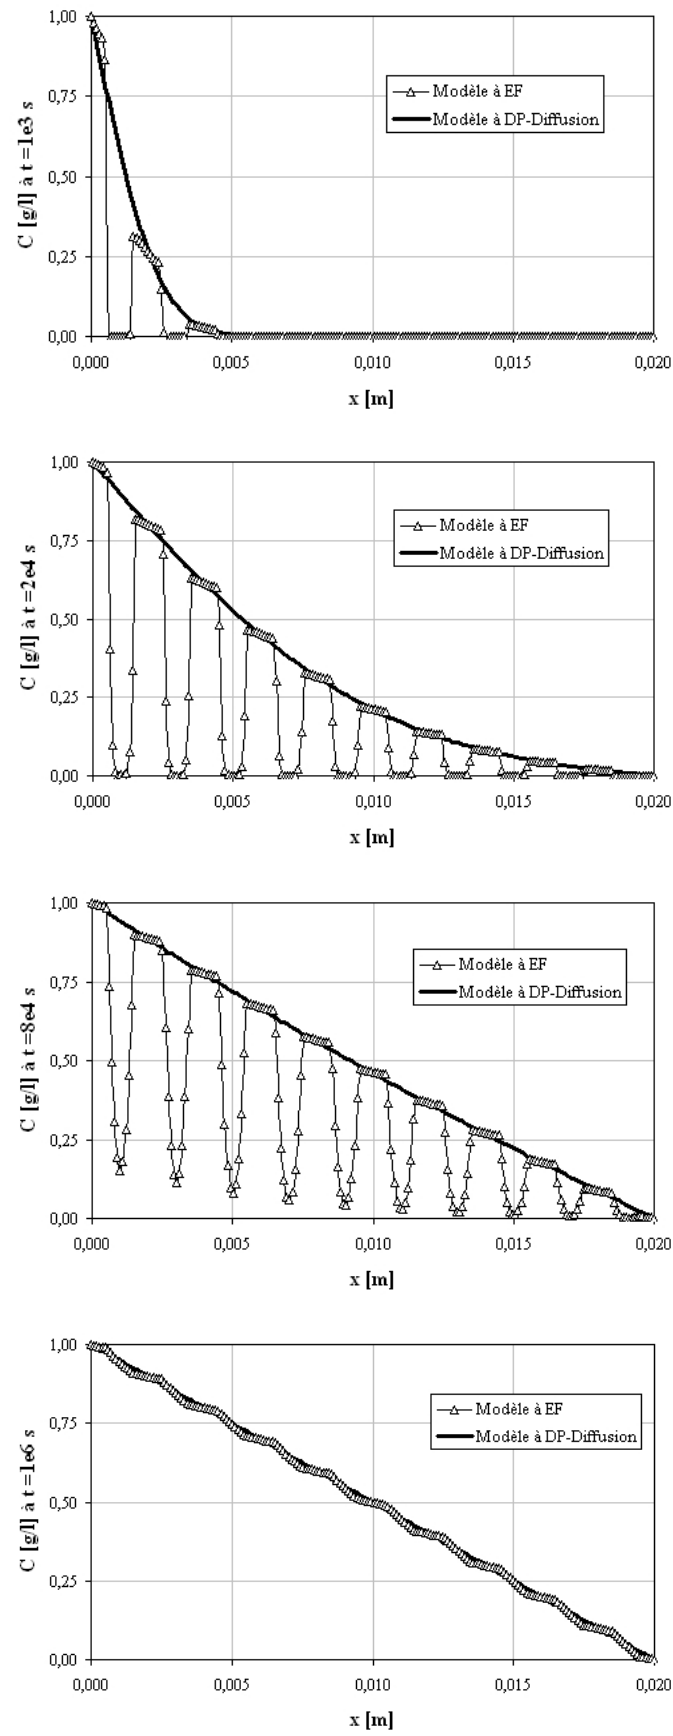 C [g/l] à t =1e3 s
1,00
0,75
0,50
0,25
0,00
Modèle à EF
Modèle à DP-Diffusion
0,000 0,005 0,010 0,015 0,020
x [m]
C [g/l] à t =2e4 s
1,00
0,75
0,50
0,25
0,00
Modèle à EF
Modèle à DP-Diffusion
0,000 0,005 0,010 0,015 0,020
x [m]
C [g/l] à t =8e4 s
1,00
0,75
0,50
0,25
0,00
Modèle à EF
Modèle à DP-Diffusion
0,000 0,005 0,010 0,015 0,020
x [m]
C [g/l] à t =1e6 s
1,00
0,75
0,50
0,25
0,00
Modèle à EF
Modèle à DP-Diffusion
0,000 0,005 0,010 0,015 0,020
x [m]